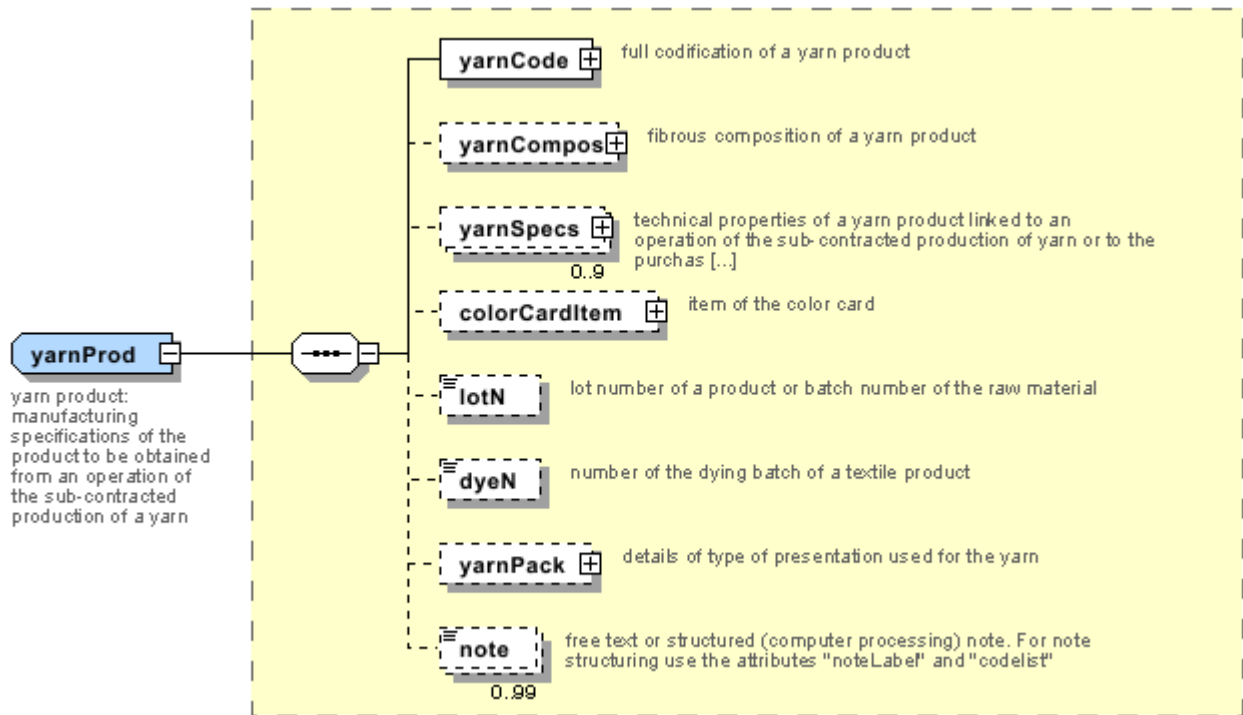 yarnCode
full codification of a yarn product
yarnCompos
fibrous composition of a yarn product
yarnSpecs
technical properties of a yarn product linked to an
operation of the sub-contracted production of yarn or to the
purchas [...]
0..9
colorCardItem
item of the color card
yarnProd
yarn product:
manufacturing
specifications of the
product to be obtained
from an operation of
the sub-contracted
production of a yarn
lotN
lot number of a product or batch number of the raw material
dyeN
number of the dying batch of a textile product
yarnPack
details of type of presentation used for the yarn
note
free text or structured (computer processing) note. For note
structuring use the attributes "noteLabel" and "codelist"
0..99